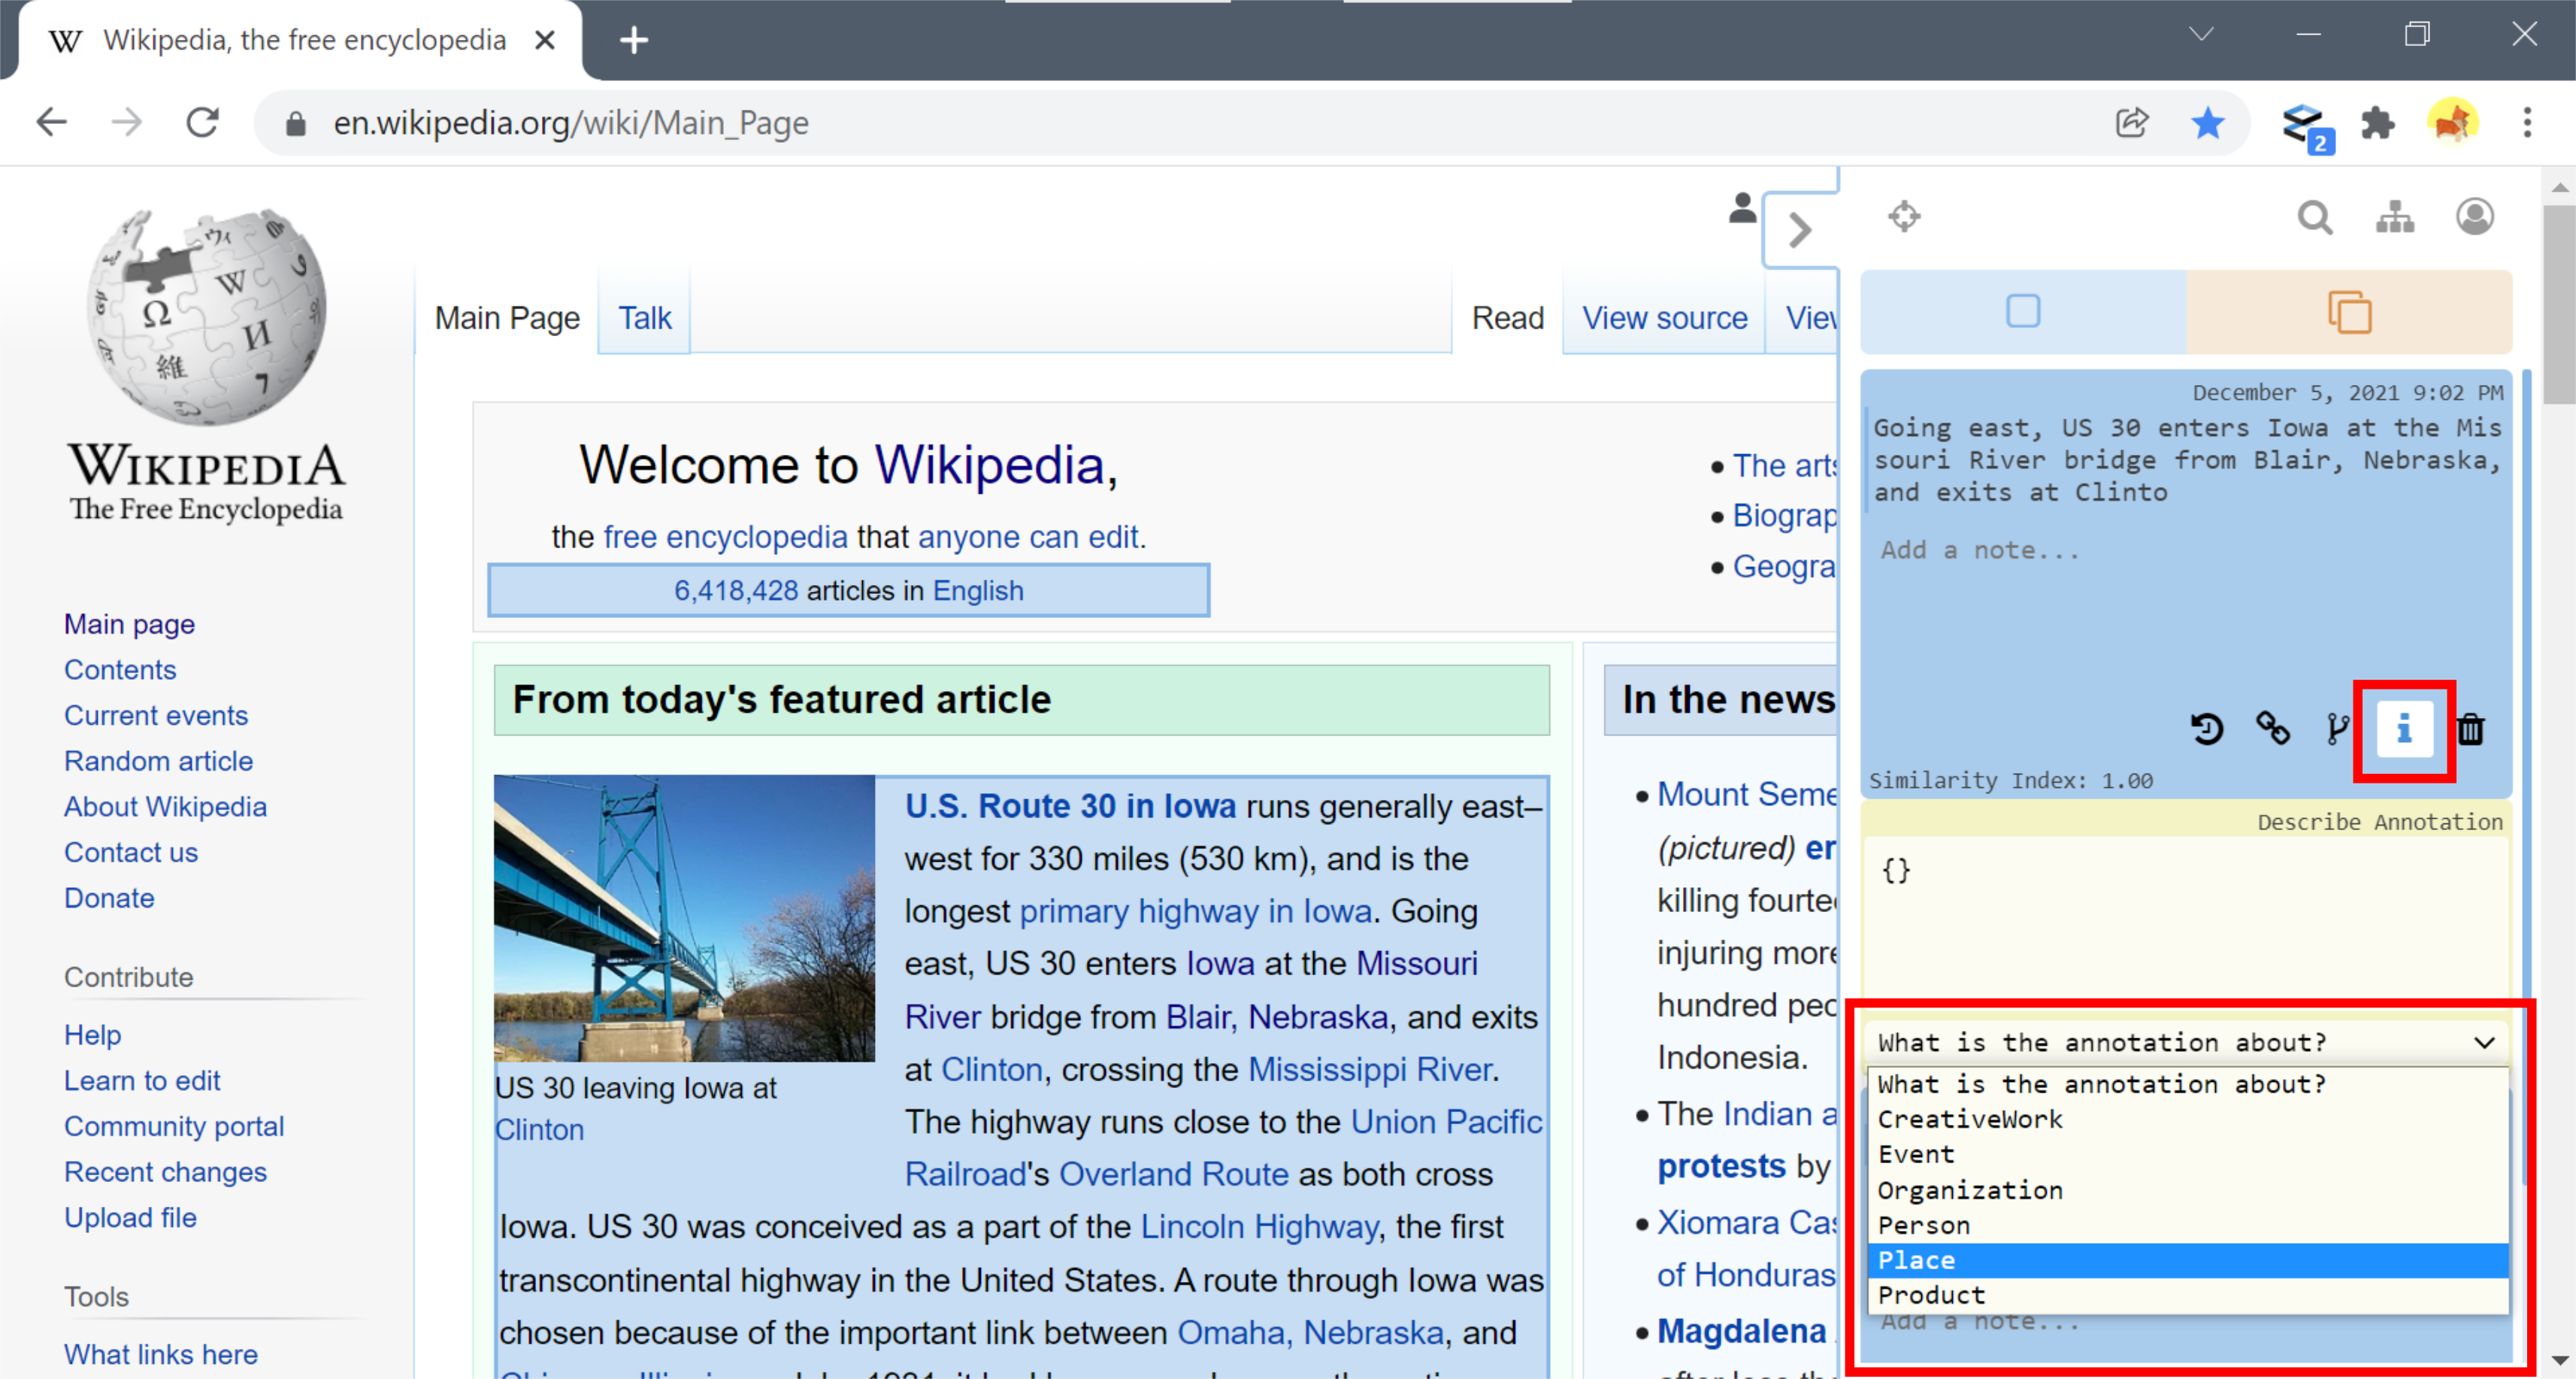 Wikipedia, the free encyclopedia
en.wikipedia.org/wiki/Main_Page
2
WIKIPEDIA
The Free Encyclopedia
Main page
Contents
Current events
Random article
About Wikipedia
Contact us
Donate
Contribute
Help
Learn to edit
Community portal
Recent changes
Upload file
Tools
What links here
Main Page
Talk
Read
View source
Welcome to Wikipedia,
the free encyclopedia that anyone can edit.
6,418,428 articles in English
The arts
Biograp
Geogra
From today's featured article
U.S. Route 30 in Iowa runs generally east–
west for 330 miles (530 km), and is the
longest primary highway in Iowa. Going
east, US 30 enters Iowa at the Missouri
River bridge from Blair, Nebraska, and exits
at Clinton, crossing the Mississippi River.
The highway runs close to the Union Pacific
Railroad's Overland Route as both cross
Iowa. US 30 was conceived as a part of the Lincoln Highway, the first
transcontinental highway in the United States. A route through Iowa was
chosen because of the important link between Omaha, Nebraska, and
US 30 leaving Iowa at
Clinton
In the news
Mount Seme
(pictured) er
killing fourtee
injuring more
hundred peo
Indonesia.
The Indian a
protests by
Xiomara Cas
of Honduras
Magdalena
December 5, 2021 9:02 PM
Going east, US 30 enters Iowa at the Mis
souri River bridge from Blair, Nebraska,
and exits at Clinto
Add a note...
Similarity Index: 1.00
Describe Annotation
{}
What is the annotation about?
What is the annotation about?
CreativeWork
Event
Organization
Person
Place
Product
Add a note...